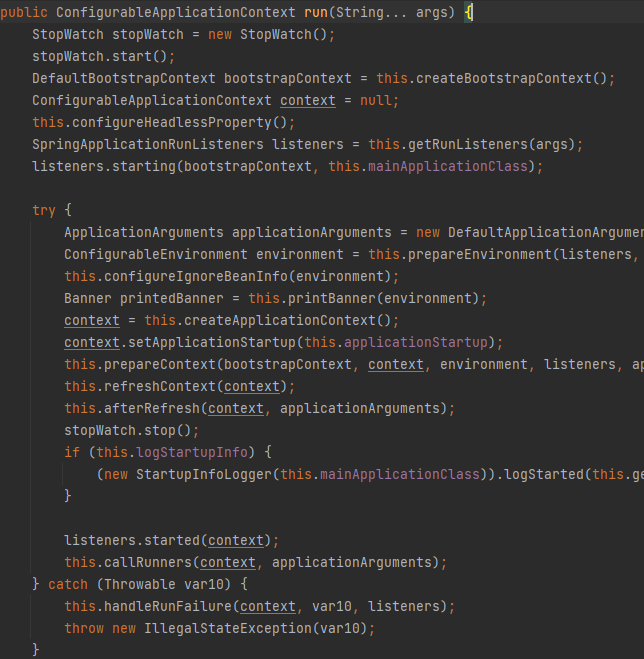 public ConfigurableApplicationContext run(String... args) {
    StopWatch stopWatch = new StopWatch();
    stopWatch.start();
    DefaultBootstrapContext bootstrapContext = this.createBootstrapContext();
    ConfigurableApplicationContext context = null;
    this.configureHeadlessProperty();
    SpringApplicationRunListeners listeners = this.getRunListeners(args);
    listeners.starting(bootstrapContext, this.mainApplicationClass);

    try {
        ApplicationArguments applicationArguments = new DefaultApplicationArgumen
        ConfigurableEnvironment environment = this.prepareEnvironment(listeners,
        this.configureIgnoreBeanInfo(environment);
        Banner printedBanner = this.printBanner(environment);
        context = this.createApplicationContext();
        context.setApplicationStartup(this.applicationStartup);
        this.prepareContext(bootstrapContext, context, environment, listeners, ap
        this.refreshContext(context);
        this.afterRefresh(context, applicationArguments);
        stopWatch.stop();
        if (this.logStartupInfo) {
            (new StartupInfoLogger(this.mainApplicationClass)).logStarted(this.ge
        }

        listeners.started(context);
        this.callRunners(context, applicationArguments);
    } catch (Throwable var10) {
        this.handleRunFailure(context, var10, listeners);
        throw new IllegalStateException(var10);
    }